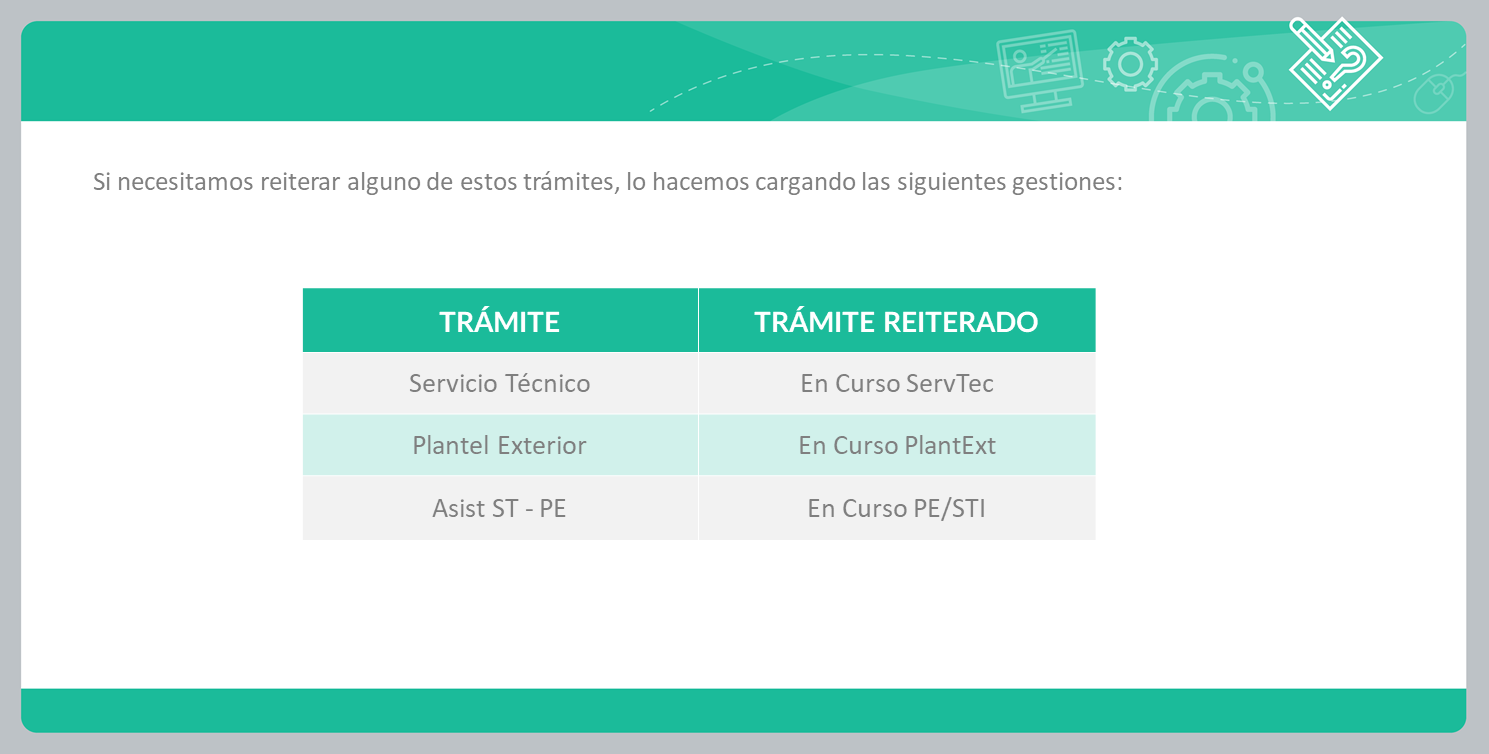 Si necesitamos reiterar alguno de estos trámites, lo hacemos cargando las siguientes gestiones:
TRÁMITE TRÁMITE REITERADO
Servicio Técnico En Curso ServTec
Plantel Exterior En Curso PlantExt
Asist ST - PE En Curso PE/STI